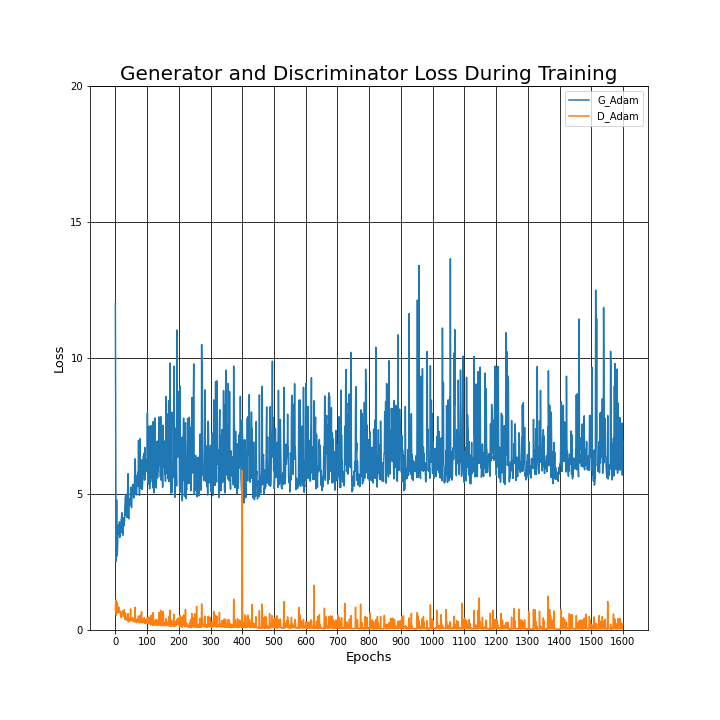 Generator and Discriminator Loss During Training
G_Adam
D_Adam
20
15
10
5
0
Loss
0 100 200 300 400 500 600 700 800 900 1000 1100 1200 1300 1400 1500 1600
Epochs